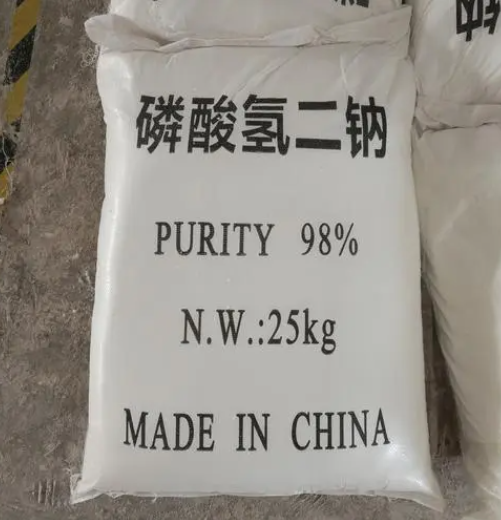 磷酸氢二钠
PURITY 98%
N.W.:25kg
MADE IN CHINA